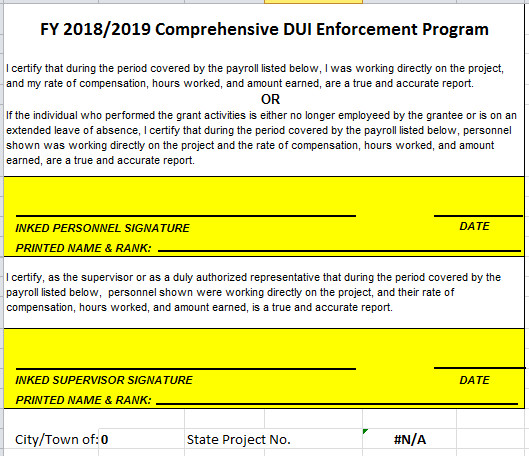 FY 2018/2019 Comprehensive DUI Enforcement Program
I certify that during the period covered by the payroll listed below, I was working directly on the project,
and my rate of compensation, hours worked, and amount earned, are a true and accurate report.
OR
If the individual who performed the grant activities is either no longer employeed by the grantee or is on an
extended leave of absence, I certify that during the period covered by the payroll listed below, personnel
shown was working directly on the project and the rate of compensation, hours worked, and amount
earned, are a true and accurate report.
INKED PERSONNEL SIGNATURE DATE
PRINTED NAME & RANK:
I certify, as the supervisor or as a duly authorized representative that during the period covered by the
payroll listed below, personnel shown were working directly on the project, and their rate of
compensation, hours worked, and amount earned, is a true and accurate report.
INKED SUPERVISOR SIGNATURE DATE
PRINTED NAME & RANK:
City/Town of: 0 State Project No. #N/A